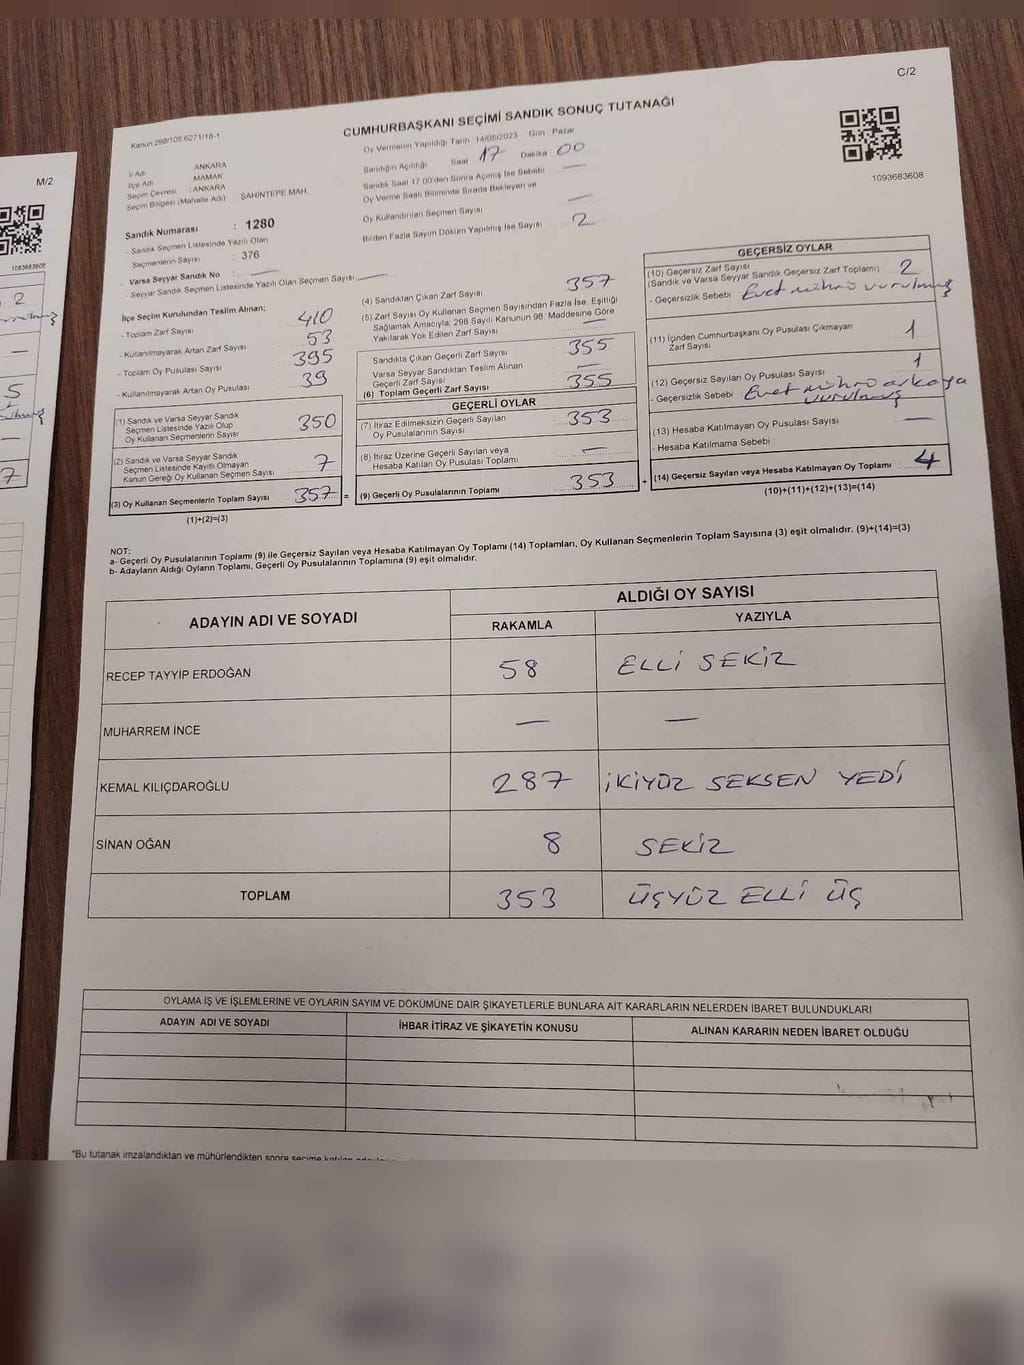 C/2
Kanun 298/105.6271/18-1
CUMHURBAŞKANI SEÇİMİ SANDIK SONUÇ TUTANAĞI
1093683608
İl Adı ANKARA
İlçe Adı MAMAK
Seçim Çevresi : ANKARA
Seçim Bölgesi (Mahalle Adı) ŞAHİNTEPE MAH.
Sandık Numarası : 1280
- Sandık Seçmen Listesinde Yazılı Olan
Seçmenlerin Sayısı : 376
- Varsa Seyyar Sandık No : —
- Seyyar Sandık Seçmen Listesinde Yazılı Olan Seçmen Sayısı —
Oy Vermenin Yapıldığı Tarih 14/05/2023 Gün Pazar
Sandığın Açıldığı Saat 17 Dakika 00
Sandık Saat 17.00'den Sonra Açılmış İse Sebebi —
Oy Verme Saati Bitiminde Sırada Bekleyen ve
Oy Kullandırılan Seçmen Sayısı —
Birden Fazla Sayım Döküm Yapılmış İse Sayısı 2
İlçe Seçim Kurulundan Teslim Alınan;
- Toplam Zarf Sayısı 410
- Kullanılmayarak Artan Zarf Sayısı 53
- Toplam Oy Pusulası Sayısı 395
- Kullanılmayarak Artan Oy Pusulası 39
(1) Sandık ve Varsa Seyyar Sandık
Seçmen Listesinde Yazılı Olup
Oy Kullanan Seçmenlerin Sayısı 350
(2) Sandık ve Varsa Seyyar Sandık
Seçmen Listesinde Kayıtlı Olmayan
Kanun Gereği Oy Kullanan Seçmen Sayısı 7
(3) Oy Kullanan Seçmenlerin Toplam Sayısı 357 =
(1)+(2)=(3)
(4) Sandıktan Çıkan Zarf Sayısı 357
(5) Zarf Sayısı Oy Kullanan Seçmen Sayısından Fazla İse, Eşitliği
Sağlamak Amacıyla, 298 Sayılı Kanunun 98. Maddesine Göre
Yakılarak Yok Edilen Zarf Sayısı —
Sandıkta Çıkan Geçerli Zarf Sayısı 355
Varsa Seyyar Sandıktan Teslim Alınan
Geçerli Zarf Sayısı —
(6) Toplam Geçerli Zarf Sayısı 355
GEÇERLİ OYLAR
(7) İtiraz Edilmeksizin Geçerli Sayılan
Oy Pusulalarının Sayısı 353
(8) İtiraz Üzerine Geçerli Sayılan veya
Hesaba Katılan Oy Pusulası Toplamı —
(9) Geçerli Oy Pusulalarının Toplamı 353 +
GEÇERSİZ OYLAR
(10) Geçersiz Zarf Sayısı
(Sandık ve Varsa Seyyar Sandık Geçersiz Zarf Toplamı) 2
- Geçersizlik Sebebi Evet mührü vurulmuş
(11) İçinden Cumhurbaşkanı Oy Pusulası Çıkmayan
Zarf Sayısı 1
(12) Geçersiz Sayılan Oy Pusulası Sayısı 1
- Geçersizlik Sebebi Evet mührü arkaya
vurulmuş
(13) Hesaba Katılmayan Oy Pusulası Sayısı —
- Hesaba Katılmama Sebebi
(14) Geçersiz Sayılan veya Hesaba Katılmayan Oy Toplamı 4
(10)+(11)+(12)+(13)=(14)
NOT:
a- Geçerli Oy Pusulalarının Toplamı (9) ile Geçersiz Sayılan veya Hesaba Katılmayan Oy Toplamı (14) Toplamları, Oy Kullanan Seçmenlerin Toplam Sayısına (3) eşit olmalıdır. (9)+(14)=(3)
b- Adayların Aldığı Oyların Toplamı, Geçerli Oy Pusulalarının Toplamına (9) eşit olmalıdır.
ADAYIN ADI VE SOYADI
ALDIĞI OY SAYISI
RAKAMLA YAZIYLA
RECEP TAYYİP ERDOĞAN 58 ELLİ SEKİZ
MUHARREM İNCE — —
KEMAL KILIÇDAROĞLU 287 İKİYÜZ SEKSEN YEDİ
SİNAN OĞAN 8 SEKİZ
TOPLAM 353 ÜÇYÜZ ELLİ ÜÇ
OYLAMA İŞ VE İŞLEMLERİNE VE OYLARIN SAYIM VE DÖKÜMÜNE DAİR ŞİKAYETLERLE BUNLARA AİT KARARLARIN NELERDEN İBARET BULUNDUKLARI
ADAYIN ADI VE SOYADI İHBAR İTİRAZ VE ŞİKAYETİN KONUSU ALINAN KARARIN NEDEN İBARET OLDUĞU
"Bu tutanak imzalandıktan ve mühürlendikten sonra seçime katılan
M/2
2
—
5
—
7